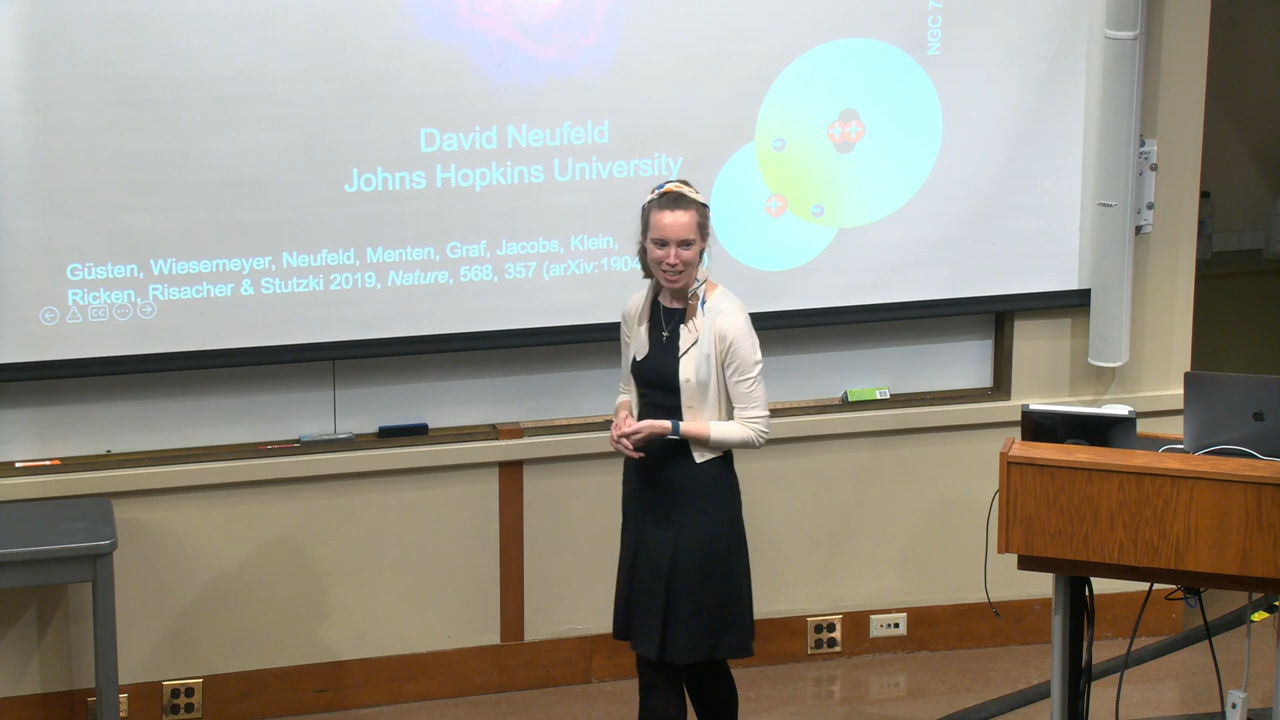 NGC 7
David Neufeld
Johns Hopkins University
Güsten, Wiesemeyer, Neufeld, Menten, Graf, Jacobs, Klein,
Ricken, Risacher & Stutzki 2019, Nature, 568, 357 (arXiv:1904
CC